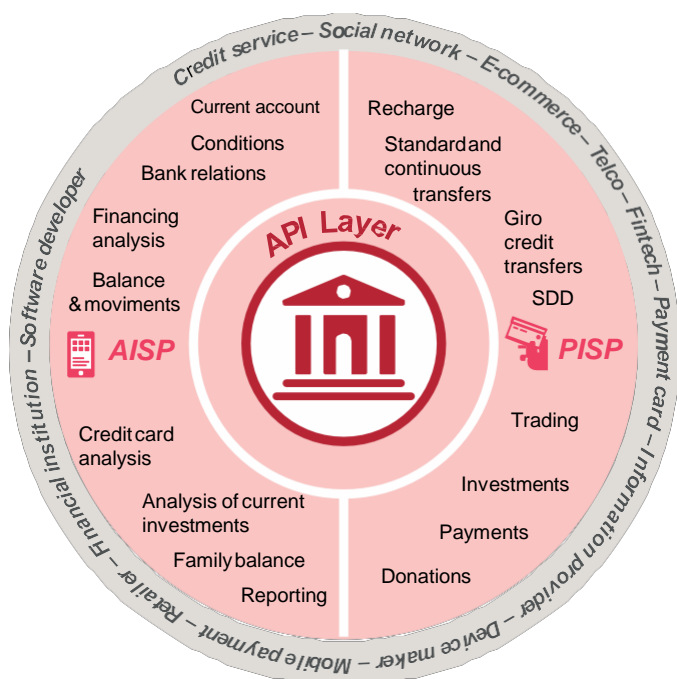 Credit service – Social network – E-commerce – Telco – Fintech – Payment card – Information provider – Device maker – Mobile payment – Retailer – Financial institution – Software developer
API Layer
Current account
Conditions
Bank relations
Financing
analysis
Balance
& moviments
AISP
Credit card
analysis
Analysis of current
investments
Family balance
Reporting
Recharge
Standard and
continuous
transfers
Giro
credit
transfers
SDD
PISP
Trading
Investments
Payments
Donations